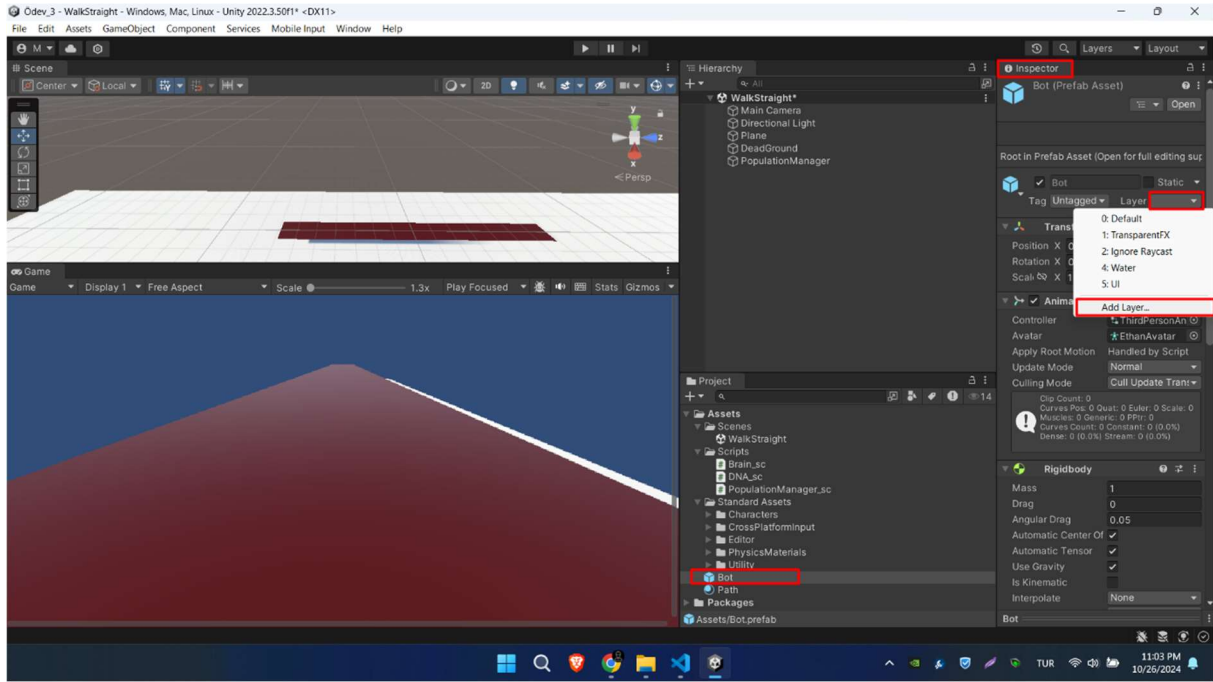 Ödev_3 - WalkStraight - Windows, Mac, Linux - Unity 2022.3.50f1* <DX11>
File Edit Assets GameObject Component Services Mobile Input Window Help
M
Layers Layout
Scene
Center Local 2D
y
z
x
Persp
Game
Game Display 1 Free Aspect Scale 1.3x Play Focused Stats Gizmos
Hierarchy
All
WalkStraight*
Main Camera
Directional Light
Plane
DeadGround
PopulationManager
Project
14
Assets
Scenes
WalkStraight
Scripts
Brain_sc
DNA_sc
PopulationManager_sc
Standard Assets
Characters
CrossPlatformInput
Editor
PhysicsMaterials
Utility
Bot
Path
Packages
Assets/Bot.prefab
Inspector
Bot (Prefab Asset)
Open
Root in Prefab Asset (Open for full editing sup
Bot Static
Tag Untagged Layer
0: Default
1: TransparentFX
2: Ignore Raycast
4: Water
5: UI
Add Layer...
Transf
Position X 0
Rotation X 0
Scal X 1
Anima
Controller ThirdPersonAn
Avatar EthanAvatar
Apply Root Motion Handled by Script
Update Mode Normal
Culling Mode Cull Update Trans
Clip Count: 0
Curves Pos: 0 Quat: 0 Euler: 0 Scale: 0
Muscles: 0 Generic: 0 PPtr: 0
Curves Count: 0 Constant: 0 (0.0%)
Dense: 0 (0.0%) Stream: 0 (0.0%)
Rigidbody
Mass 1
Drag 0
Angular Drag 0.05
Automatic Center Of
Automatic Tensor
Use Gravity
Is Kinematic
Interpolate None
Bot
TUR
11:03 PM
10/26/2024